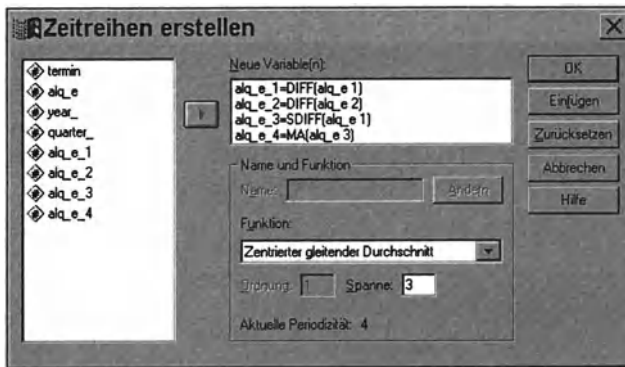 Zeitreihen erstellen
termin
alq_e
year_
quarter_
alq_e_1
alq_e_2
alq_e_3
alq_e_4
Neue Variable(n):
alq_e_1=DIFF(alq_e 1)
alq_e_2=DIFF(alq_e 2)
alq_e_3=SDIFF(alq_e 1)
alq_e_4=MA(alq_e 3)
Name und Funktion
Name:
Ändern
Funktion:
Zentrierter gleitender Durchschnitt
Ordnung: 1 Spanne: 3
Aktuelle Periodizität: 4
OK
Einfügen
Zurücksetzen
Abbrechen
Hilfe